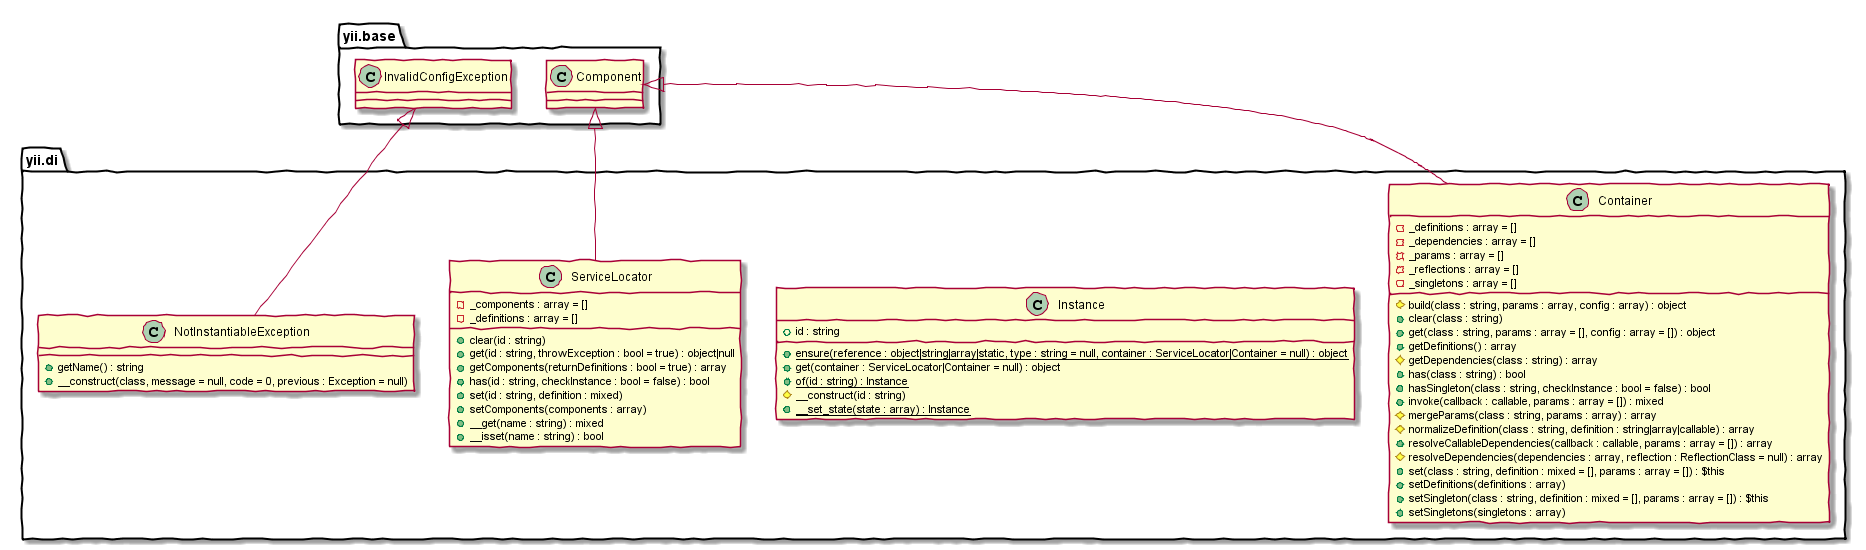 yii.base
C InvalidConfigException
C Component
yii.di
C NotInstantiableException
getName() : string
__construct(class, message = null, code = 0, previous : Exception = null)
C ServiceLocator
_components : array = []
_definitions : array = []
clear(id : string)
get(id : string, throwException : bool = true) : object|null
getComponents(returnDefinitions : bool = true) : array
has(id : string, checkInstance : bool = false) : bool
set(id : string, definition : mixed)
setComponents(components : array)
__get(name : string) : mixed
__isset(name : string) : bool
C Instance
id : string
ensure(reference : object|string|array|static, type : string = null, container : ServiceLocator|Container = null) : object
get(container : ServiceLocator|Container = null) : object
of(id : string) : Instance
__construct(id : string)
__set_state(state : array) : Instance
C Container
_definitions : array = []
_dependencies : array = []
_params : array = []
_reflections : array = []
_singletons : array = []
build(class : string, params : array, config : array) : object
clear(class : string)
get(class : string, params : array = [], config : array = []) : object
getDefinitions() : array
getDependencies(class : string) : array
has(class : string) : bool
hasSingleton(class : string, checkInstance : bool = false) : bool
invoke(callback : callable, params : array = []) : mixed
mergeParams(class : string, params : array) : array
normalizeDefinition(class : string, definition : string|array|callable) : array
resolveCallableDependencies(callback : callable, params : array = []) : array
resolveDependencies(dependencies : array, reflection : ReflectionClass = null) : array
set(class : string, definition : mixed = [], params : array = []) : $this
setDefinitions(definitions : array)
setSingleton(class : string, definition : mixed = [], params : array = []) : $this
setSingletons(singletons : array)